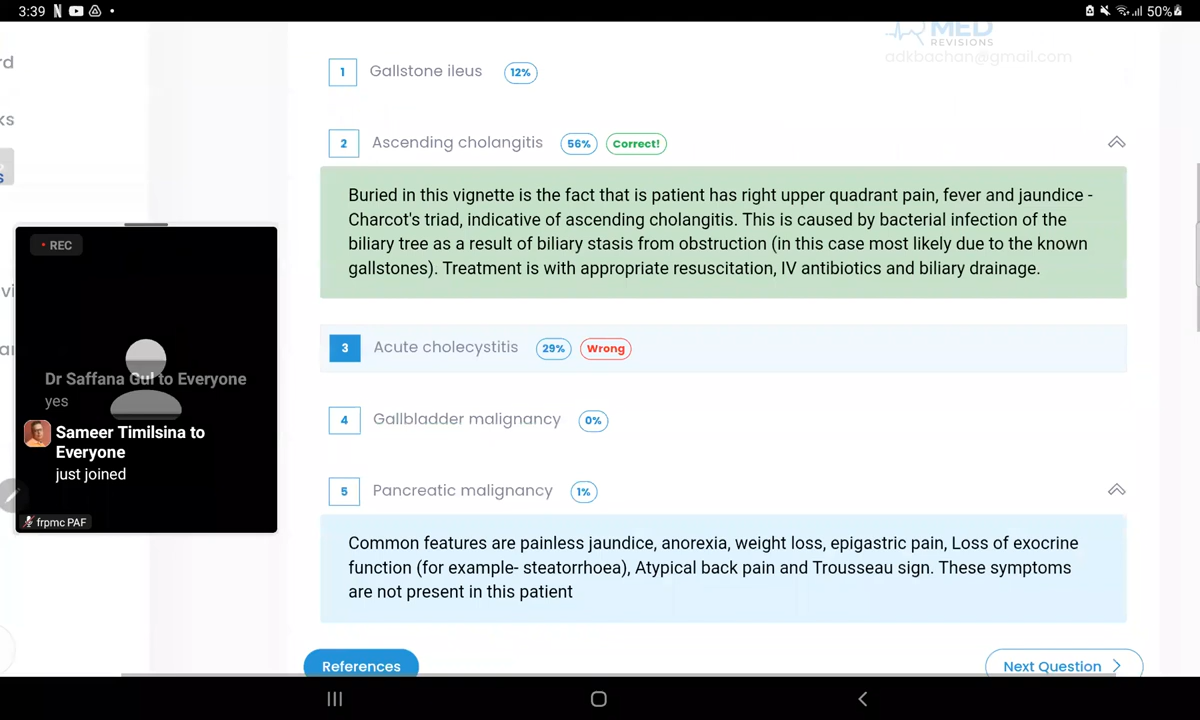 3:39 N
50%
MED
REVISIONS
adkbachan@gmail.com
rd
1 Gallstone ileus 12%
ks
2 Ascending cholangitis 56% Correct!
s
Buried in this vignette is the fact that is patient has right upper quadrant pain, fever and jaundice -
Charcot's triad, indicative of ascending cholangitis. This is caused by bacterial infection of the
biliary tree as a result of biliary stasis from obstruction (in this case most likely due to the known
gallstones). Treatment is with appropriate resuscitation, IV antibiotics and biliary drainage.
REC
vi
3 Acute cholecystitis 29% Wrong
ar
Dr Saffana Gul to Everyone
yes
Sameer Timilsina to
Everyone
just joined
frpmc PAF
4 Gallbladder malignancy 0%
5 Pancreatic malignancy 1%
Common features are painless jaundice, anorexia, weight loss, epigastric pain, Loss of exocrine
function (for example- steatorrhoea), Atypical back pain and Trousseau sign. These symptoms
are not present in this patient
References
Next Question